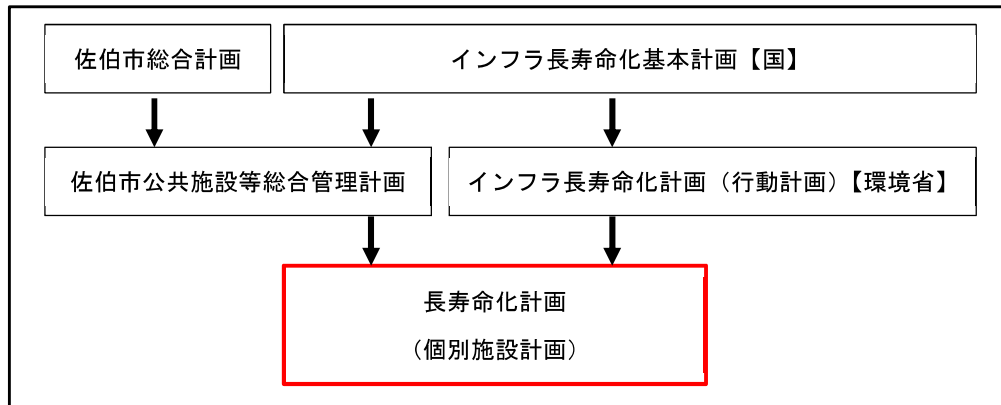 佐伯市総合計画
インフラ長寿命化基本計画【国】
佐伯市公共施設等総合管理計画
インフラ長寿命化計画（行動計画）【環境省】
長寿命化計画
（個別施設計画）